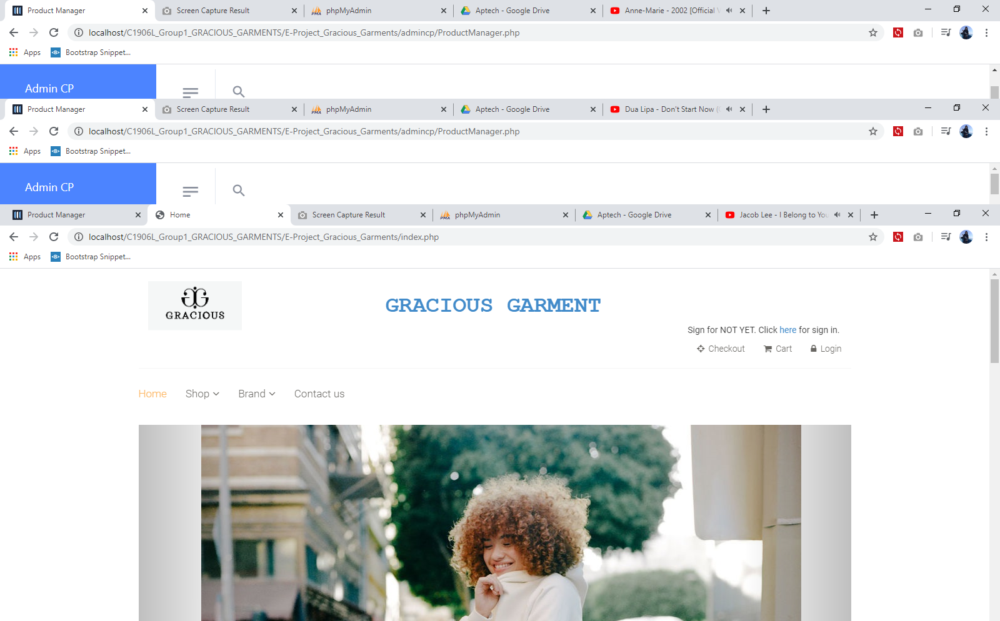 Product Manager Screen Capture Result phpMyAdmin Aptech - Google Drive Anne-Marie - 2002 [Official
localhost/C1906L_Group1_GRACIOUS_GARMENTS/E-Project_Gracious_Garments/admincp/ProductManager.php
Apps Bootstrap Snippet...
Admin CP
Product Manager Screen Capture Result phpMyAdmin Aptech - Google Drive Dua Lipa - Don't Start Now
localhost/C1906L_Group1_GRACIOUS_GARMENTS/E-Project_Gracious_Garments/admincp/ProductManager.php
Apps Bootstrap Snippet...
Admin CP
Product Manager Home Screen Capture Result phpMyAdmin Aptech - Google Drive Jacob Lee - I Belong to You
localhost/C1906L_Group1_GRACIOUS_GARMENTS/E-Project_Gracious_Garments/index.php
Apps Bootstrap Snippet...
GRACIOUS
GRACIOUS GARMENT
Sign for NOT YET. Click here for sign in.
Checkout Cart Login
Home Shop Brand Contact us